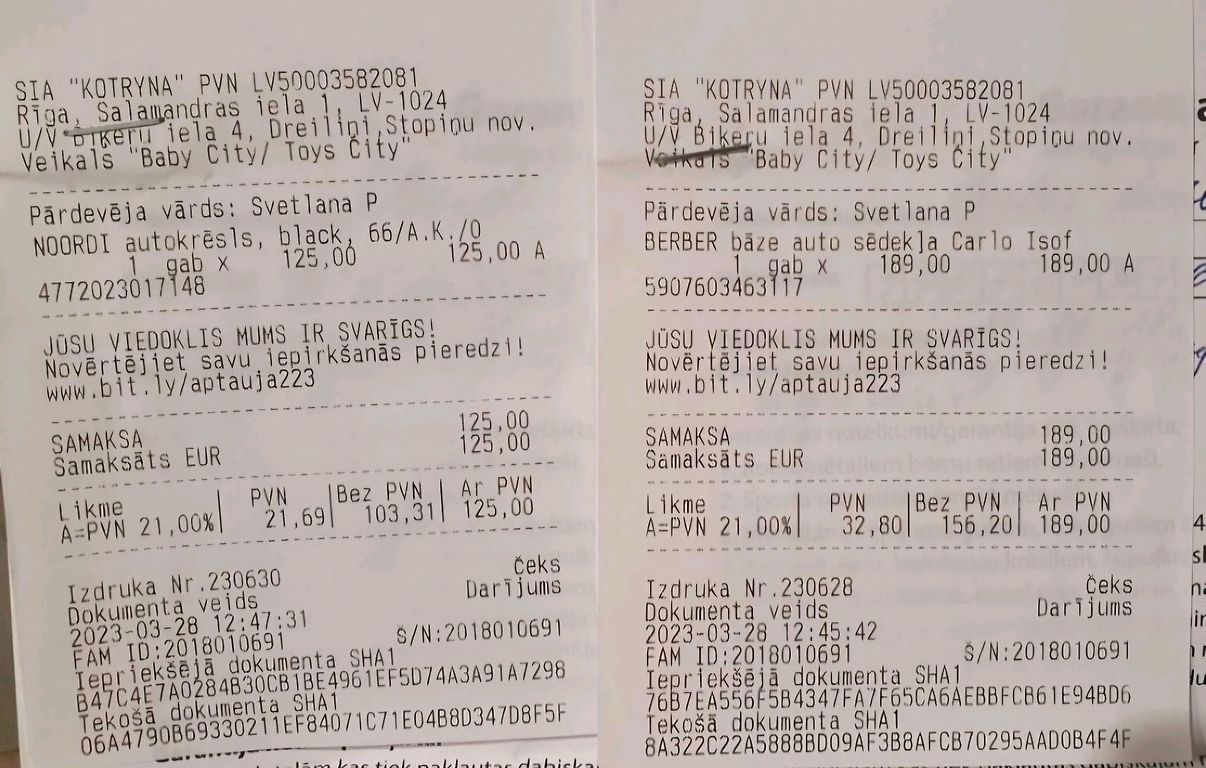 SIA "KOTRYNA" PVN LV50003582081
Rīga, Salamandras iela 1, LV-1024
U/V Biķeru iela 4, Dreiliņi,Stopiņu nov.
Veikals "Baby City/ Toys City"
Pārdevēja vārds: Svetlana P
NOORDI autokrēsls, black, 66/A.K./0
1 gab x 125,00 125,00 A
4772023017148
JŪSU VIEDOKLIS MUMS IR SVARĪGS!
Novērtējiet savu iepirkšanās pieredzi!
www.bit.ly/aptauja223
125,00
SAMAKSA 125,00
Samaksāts EUR
Likme PVN Bez PVN Ar PVN
A=PVN 21,00% 21,69 103,31 125,00
Čeks
Izdruka Nr.230630 Darījums
Dokumenta veids
2023-03-28 12:47:31
FAM ID:2018010691 Š/N:2018010691
Iepriekšējā dokumenta SHA1
B47C4E7A0284B30CB1BE4961EF5D74A3A91A7298
Tekošā dokumenta SHA1
06A4790B69330211EF84071C71E04B8D347D8F5F
SIA "KOTRYNA" PVN LV50003582081
Rīga, Salamandras iela 1, LV-1024
U/V Biķeru iela 4, Dreiliņi,Stopiņu nov.
Veikals "Baby City/ Toys City"
Pārdevēja vārds: Svetlana P
BERBER bāze auto sēdekļa Carlo Isof
1 gab x 189,00 189,00 A
5907603463117
JŪSU VIEDOKLIS MUMS IR SVARĪGS!
Novērtējiet savu iepirkšanās pieredzi!
www.bit.ly/aptauja223
SAMAKSA 189,00
Samaksāts EUR 189,00
Likme PVN Bez PVN Ar PVN
A=PVN 21,00% 32,80 156,20 189,00
Izdruka Nr.230628 Čeks
Dokumenta veids Darījums
2023-03-28 12:45:42
FAM ID:2018010691 Š/N:2018010691
Iepriekšējā dokumenta SHA1
76B7EA556F5B4347FA7F65CA6AEBBFCB61E94BD6
Tekošā dokumenta SHA1
8A322C22A5888BD09AF3B8AFCB70295AAD0B4F4F